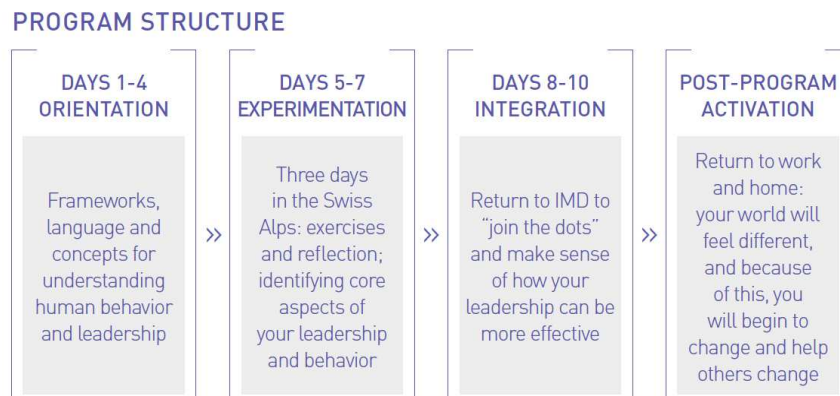 PROGRAM STRUCTURE
DAYS 1-4
ORIENTATION
Frameworks,
language and
concepts for
understanding
human behavior
and leadership
»
DAYS 5-7
EXPERIMENTATION
Three days
in the Swiss
Alps: exercises
and reflection;
identifying core
aspects of
your leadership
and behavior
»
DAYS 8-10
INTEGRATION
Return to IMD to
“join the dots”
and make sense
of how your
leadership can be
more effective
»
POST-PROGRAM
ACTIVATION
Return to work
and home:
your world will
feel different,
and because
of this, you
will begin to
change and help
others change